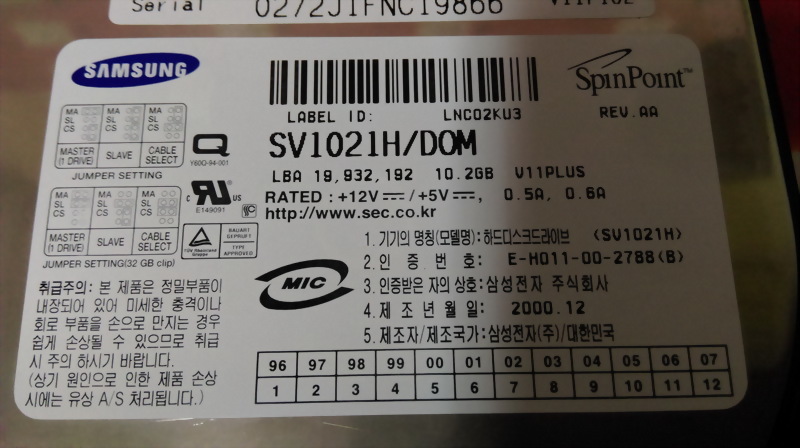 Serial 0272J1FNC19866
SAMSUNG
SpinPoint™
LABEL ID: LNC02KU3 REV.AA
SV1021H/DOM
LBA 19,932,192 10.2GB V11PLUS
RATED : +12V / +5V , 0.5A, 0.6A
http://www.sec.co.kr
MA
SL
CS
MASTER (1 DRIVE) SLAVE CABLE SELECT
JUMPER SETTING
MA
SL
CS
MASTER (1 DRIVE) SLAVE CABLE SELECT
JUMPER SETTING(32 GB clip)
Q
Y60Q-94-001
c RU us
E149091
TÜV Rheinland
BAUART GEPRUFT
TYPE APPROVED
MIC
1. 기기의 명칭(모델명): 하드디스크드라이브 (SV1021H)
2. 인 증 번 호: E-H011-00-2788(B)
3. 인증받은 자의 상호: 삼성전자 주식회사
4. 제 조 년 월 일: 2000.12
5. 제조자/제조국가: 삼성전자(주)/대한민국
취급주의: 본 제품은 정밀부품이
내장되어 있어 미세한 충격이나
회로 부품을 손으로 만지는 경우
쉽게 손상될 수 있으므로 취급
시 주의 하시기 바랍니다.
(상기 원인으로 인한 제품 손상
시에는 유상 A/S 처리됩니다.)
96 97 98 99 00 01 02 03 04 05 06 07
1 2 3 4 5 6 7 8 9 10 11 12